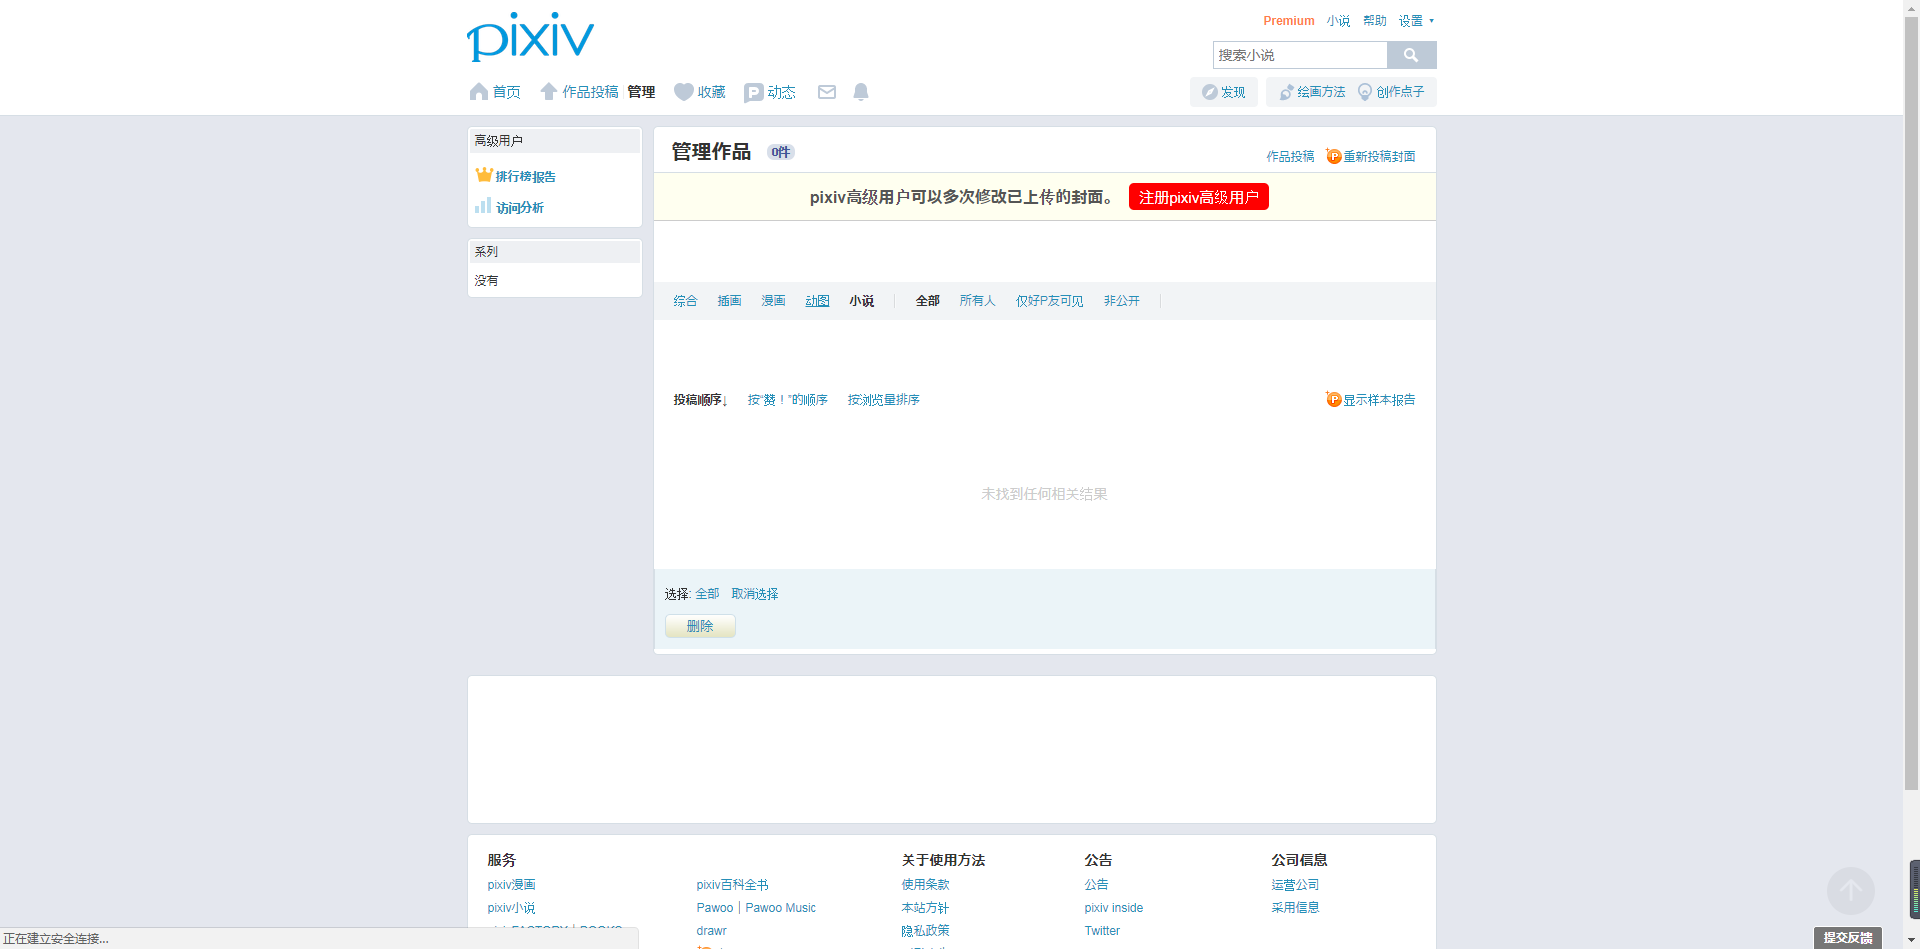 pixiv
Premium 小说 帮助 设置
搜索小说
首页 作品投稿 管理 收藏 动态 发现 绘画方法 创作点子
高级用户
排行榜报告
访问分析
系列
没有
管理作品 0件
作品投稿 重新投稿封面
pixiv高级用户可以多次修改已上传的封面。 注册pixiv高级用户
综合 插画 漫画 动图 小说 全部 所有人 仅好P友可见 非公开
投稿顺序↓ 按“赞！”的顺序 按浏览量排序 显示样本报告
未找到任何相关结果
选择: 全部 取消选择
删除
服务 关于使用方法 公告 公司信息
pixiv漫画 pixiv百科全书 使用条款 公告 运营公司
pixiv小说 Pawoo | Pawoo Music 本站方针 pixiv inside 采用信息
drawr 隐私政策 Twitter
正在建立安全连接...
提交反馈